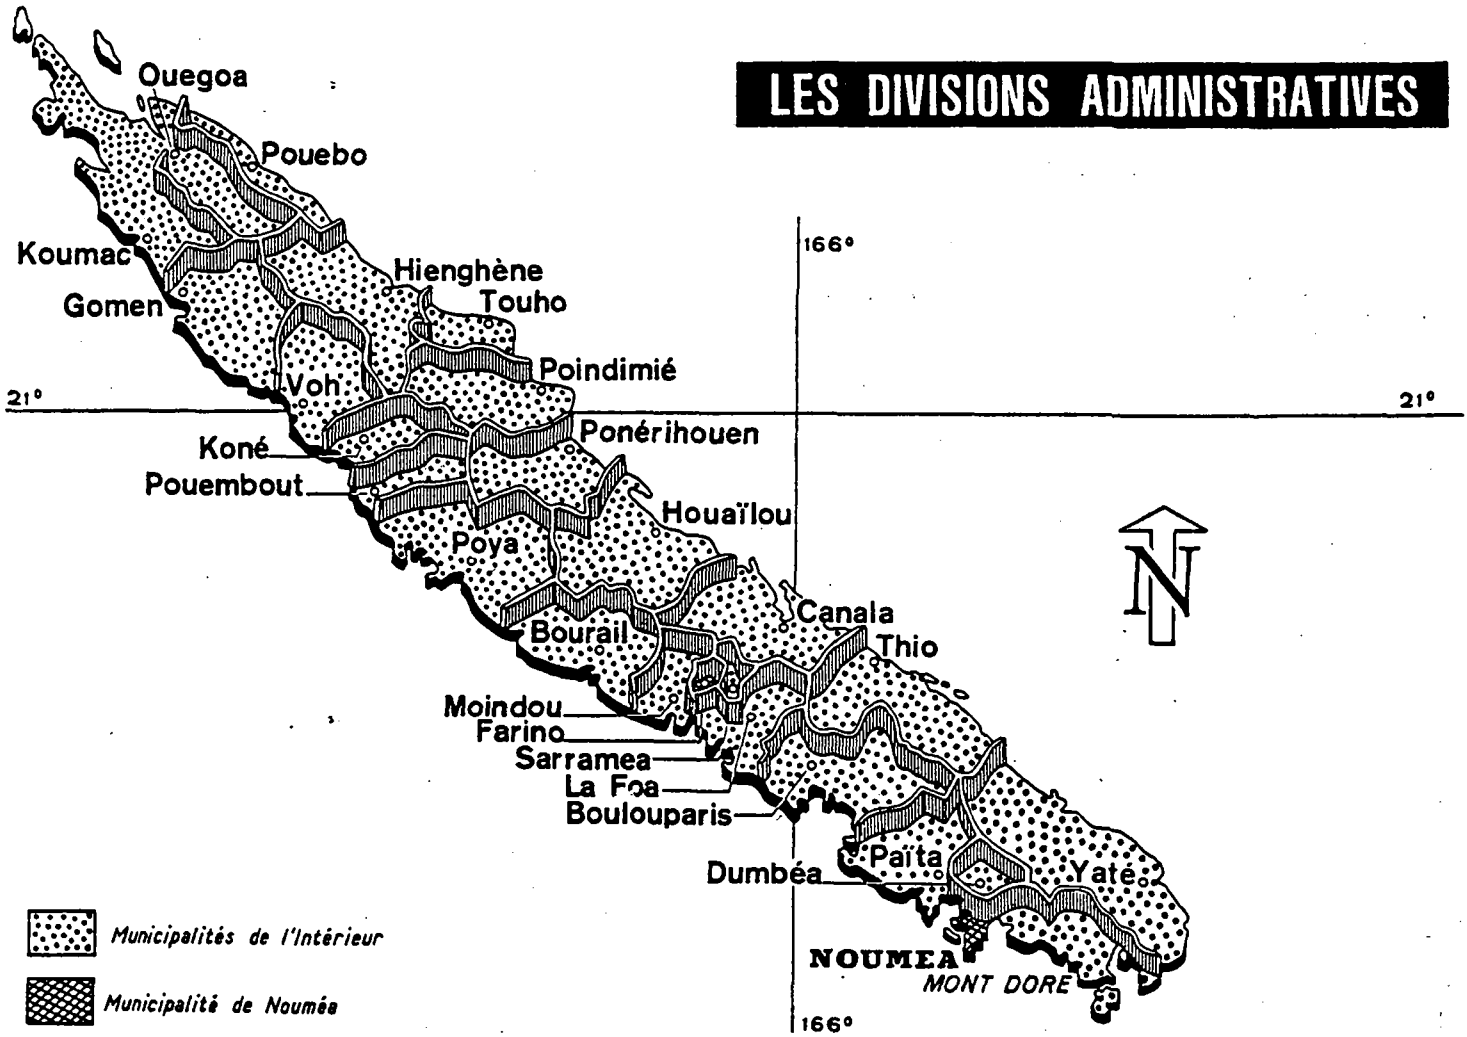 LES DIVISIONS ADMINISTRATIVES
Ouegoa
Pouebo
Koumac
Gomen
Hienghène
Touho
166°
Voh
Poindimié
21°
21°
Koné
Ponérihouen
Pouembout
Houaïlou
Poya
N
Canala
Bourail
Thio
Moindou
Farino
Sarramea
La Foa
Boulouparis
Païta
Dumbéa
Yaté
NOUMEA
MONT DORE
166°
Municipalités de l'Intérieur
Municipalité de Nouméa